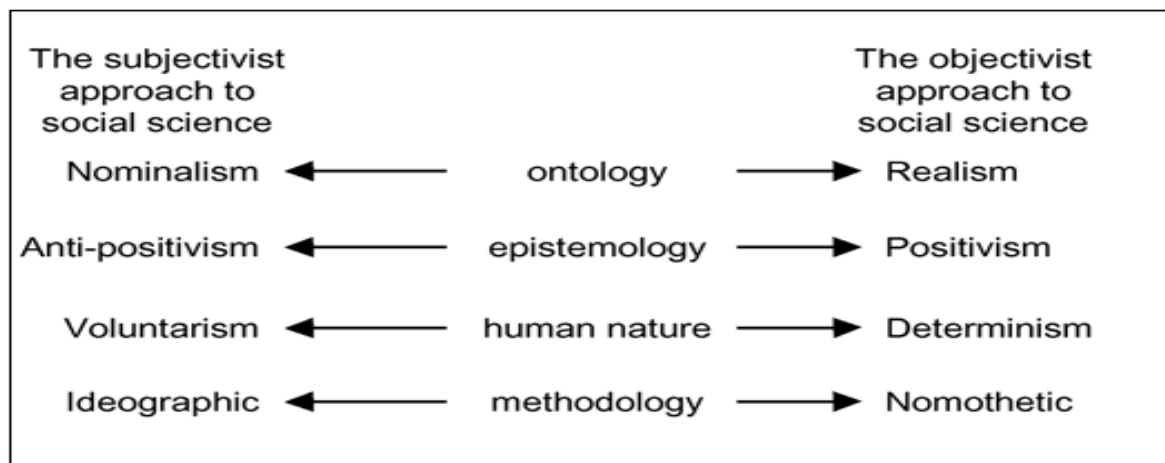 The subjectivist
approach to
social science
The objectivist
approach to
social science
Nominalism ontology Realism
Anti-positivism epistemology Positivism
Voluntarism human nature Determinism
Ideographic methodology Nomothetic